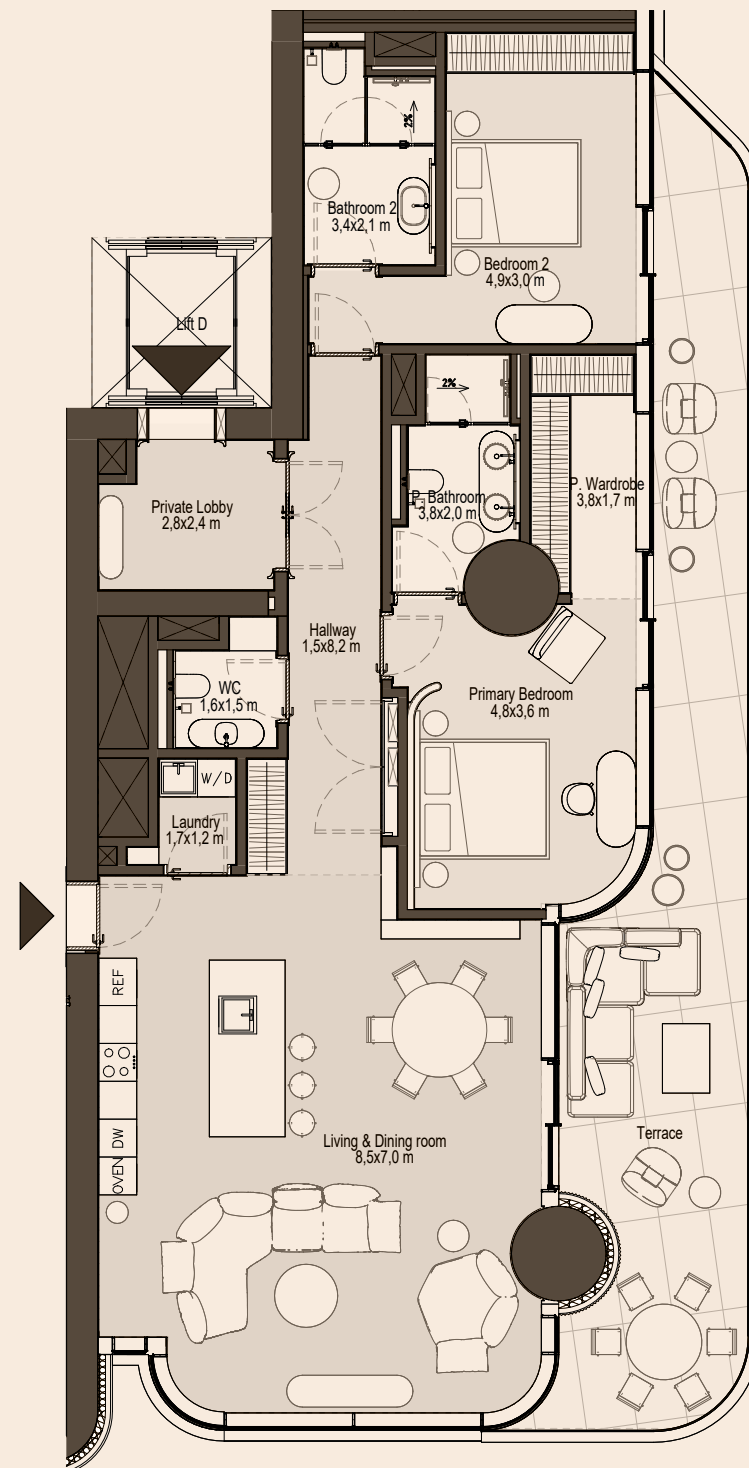 2%
Bathroom 2
3,4x2,1 m
Bedroom 2
4,9x3,0 m
Lift D
2%
P. Wardrobe
3,8x1,7 m
P. Bathroom
3,8x2,0 m
Private Lobby
2,8x2,4 m
Hallway
1,5x8,2 m
WC
1,6x1,5 m
Primary Bedroom
4,8x3,6 m
W/D
Laundry
1,7x1,2 m
REF
DW
OVEN
Living & Dining room
8,5x7,0 m
Terrace